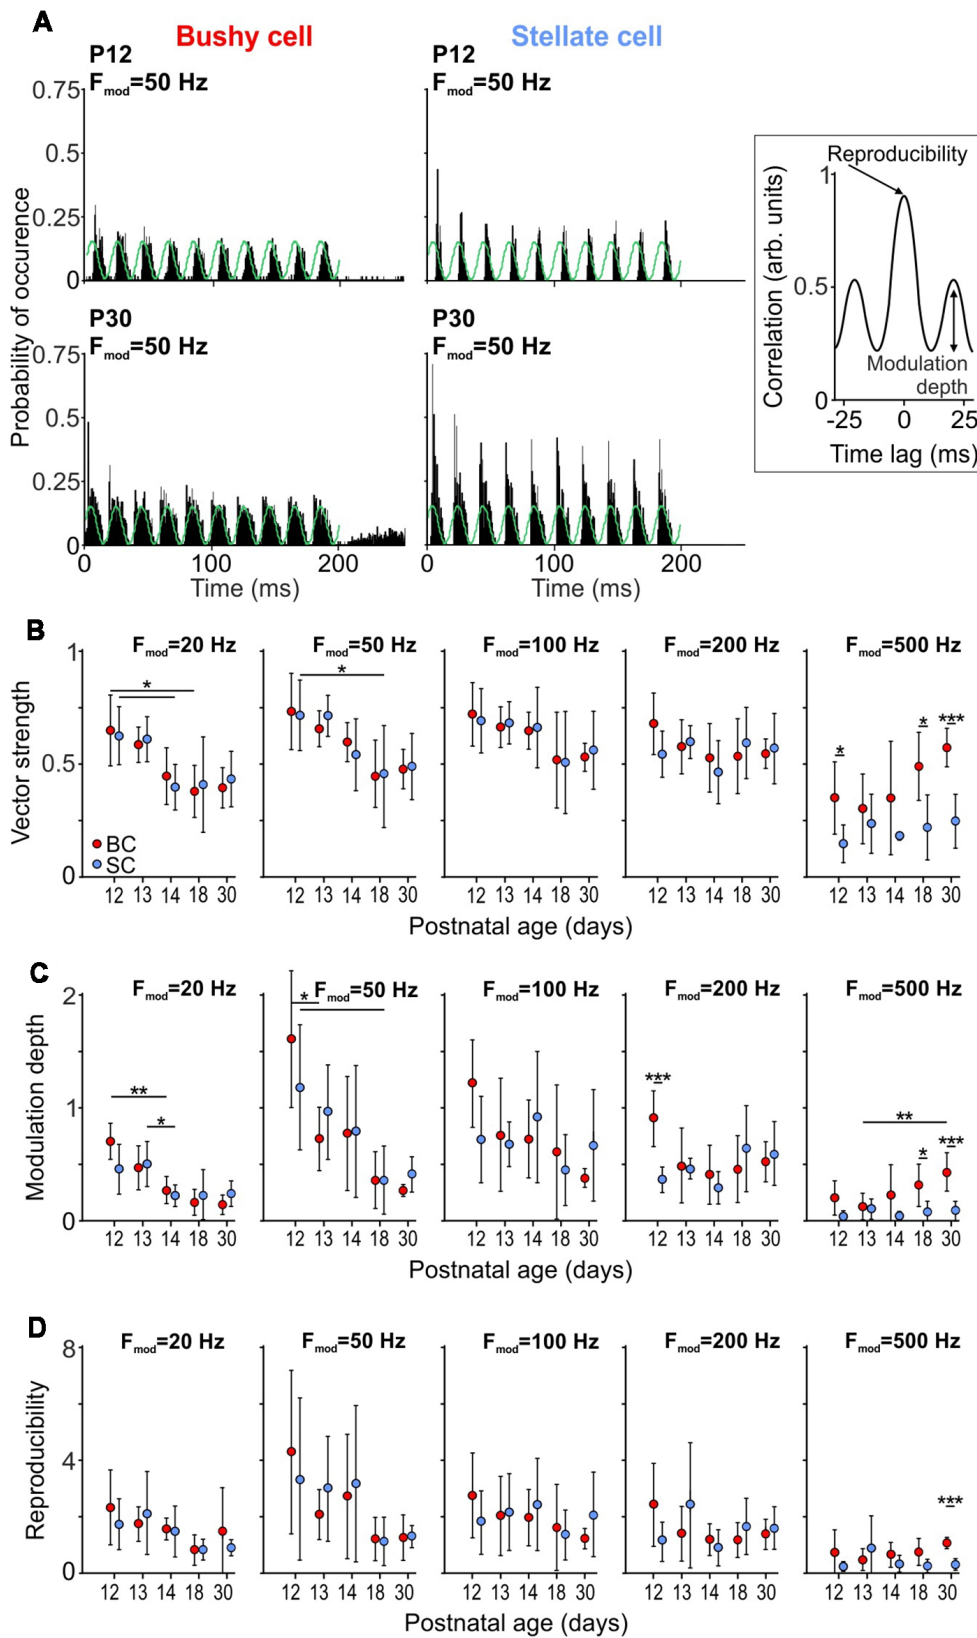 A
Bushy cell
Stellate cell
P12
Fmod=50 Hz
P12
Fmod=50 Hz
0.75
0.5
0.25
0
P30
Fmod=50 Hz
P30
Fmod=50 Hz
0.75
0.5
0.25
0
Probability of occurence
0 100 200
0 100 200
Time (ms)
Time (ms)
Reproducibility
1
0.5
0
Correlation (arb. units)
Modulation
depth
-25 0 25
Time lag (ms)
B
Fmod=20 Hz
Fmod=50 Hz
Fmod=100 Hz
Fmod=200 Hz
Fmod=500 Hz
1
0.5
0
Vector strength
*
*
*
*
***
BC
SC
12 13 14 18 30
12 13 14 18 30
12 13 14 18 30
12 13 14 18 30
12 13 14 18 30
Postnatal age (days)
C
Fmod=20 Hz
Fmod=50 Hz
Fmod=100 Hz
Fmod=200 Hz
Fmod=500 Hz
2
1
0
Modulation depth
**
*
*
***
**
*
***
12 13 14 18 30
12 13 14 18 30
12 13 14 18 30
12 13 14 18 30
12 13 14 18 30
Postnatal age (days)
D
Fmod=20 Hz
Fmod=50 Hz
Fmod=100 Hz
Fmod=200 Hz
Fmod=500 Hz
8
4
0
Reproducibility
***
12 13 14 18 30
12 13 14 18 30
12 13 14 18 30
12 13 14 18 30
12 13 14 18 30
Postnatal age (days)